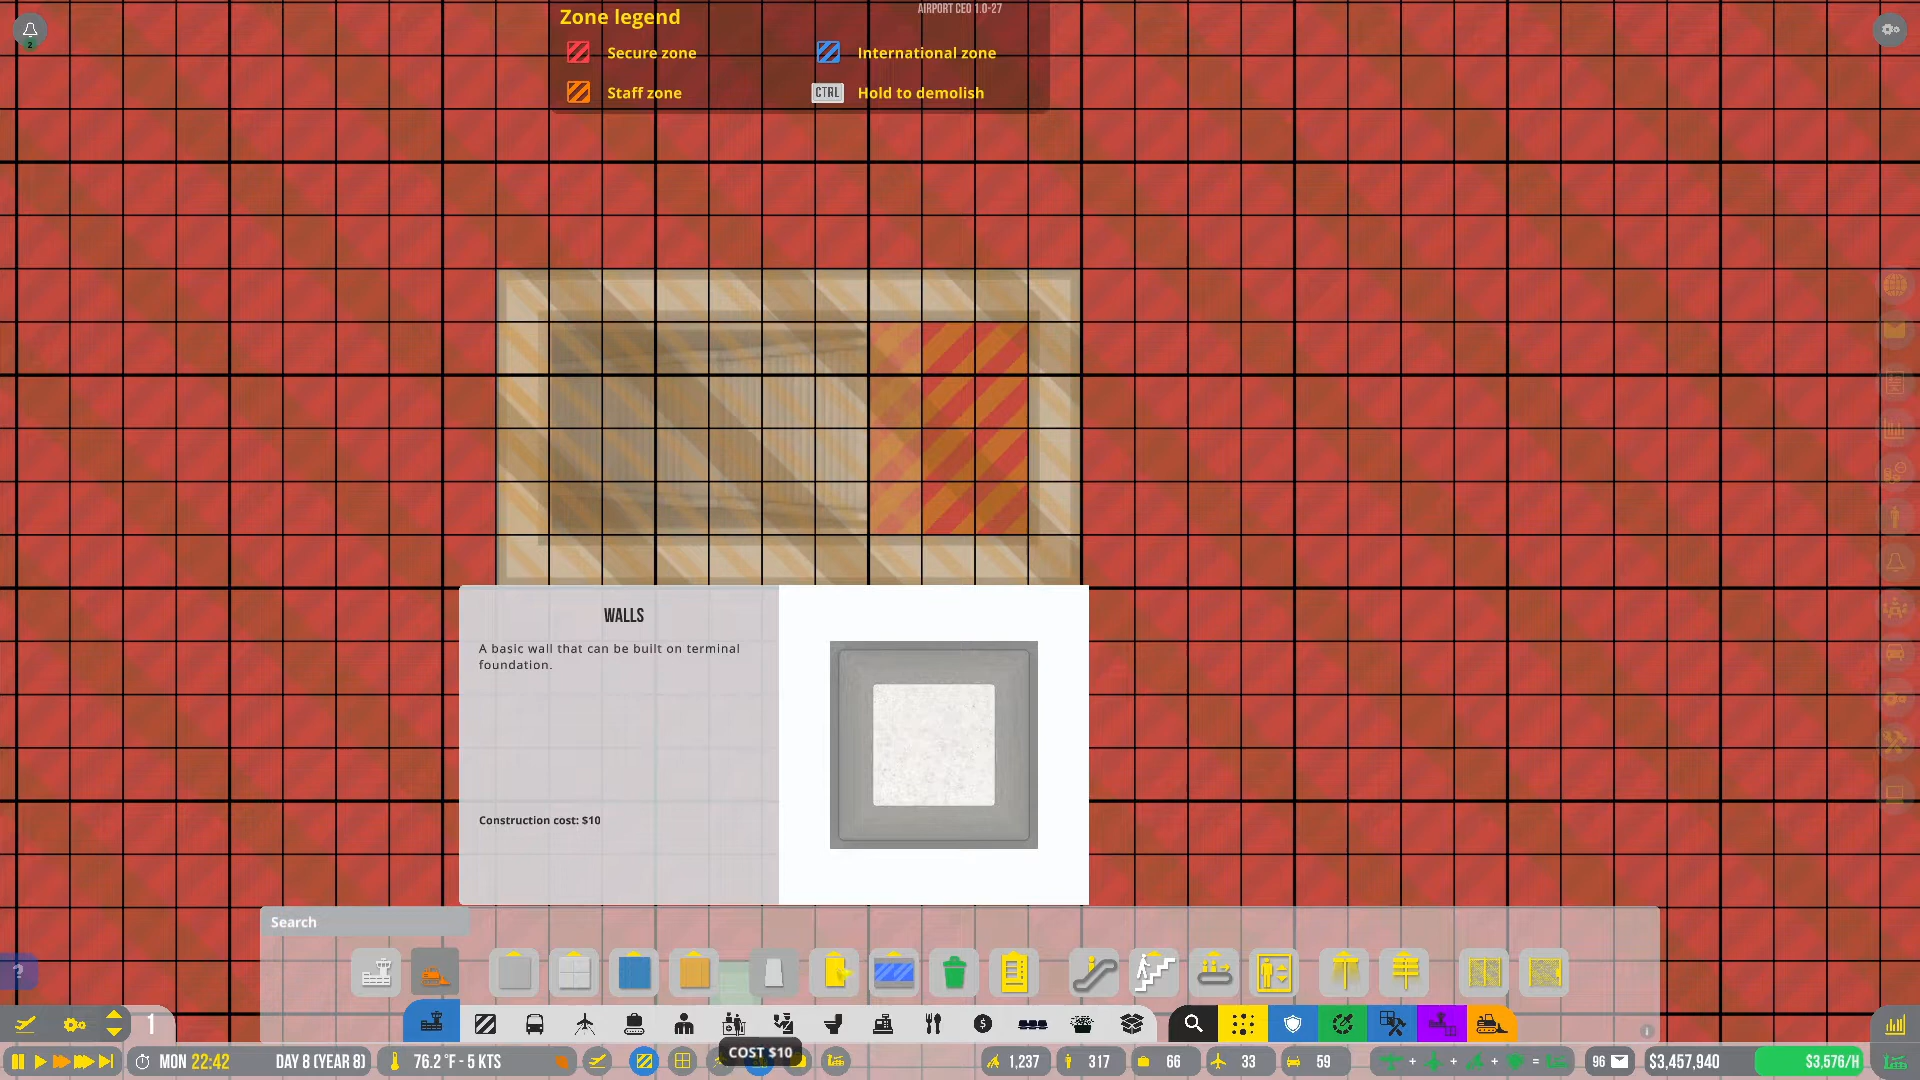 AIRPORT CEO 1.0-27
Zone legend
Secure zone
International zone
Staff zone
CTRL
Hold to demolish
2
WALLS
A basic wall that can be built on terminal
foundation.
Construction cost: $10
Search
?
1
i
COST $10
MON 22:42
DAY 8 (YEAR 8)
76.2 °F - 5 KTS
1,237
317
66
33
59
+ + + =
96
$3,457,940
$3,576/H